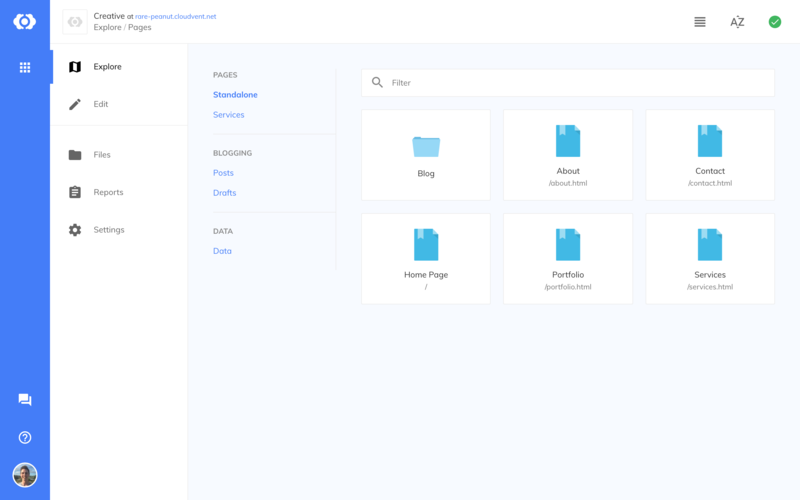 Creative at rare-peanut.cloudvent.net
Explore / Pages
AZ
Explore
Edit
Files
Reports
Settings
PAGES
Standalone
Services
BLOGGING
Posts
Drafts
DATA
Data
Filter
Blog
About
/about.html
Contact
/contact.html
Home Page
/
Portfolio
/portfolio.html
Services
/services.html